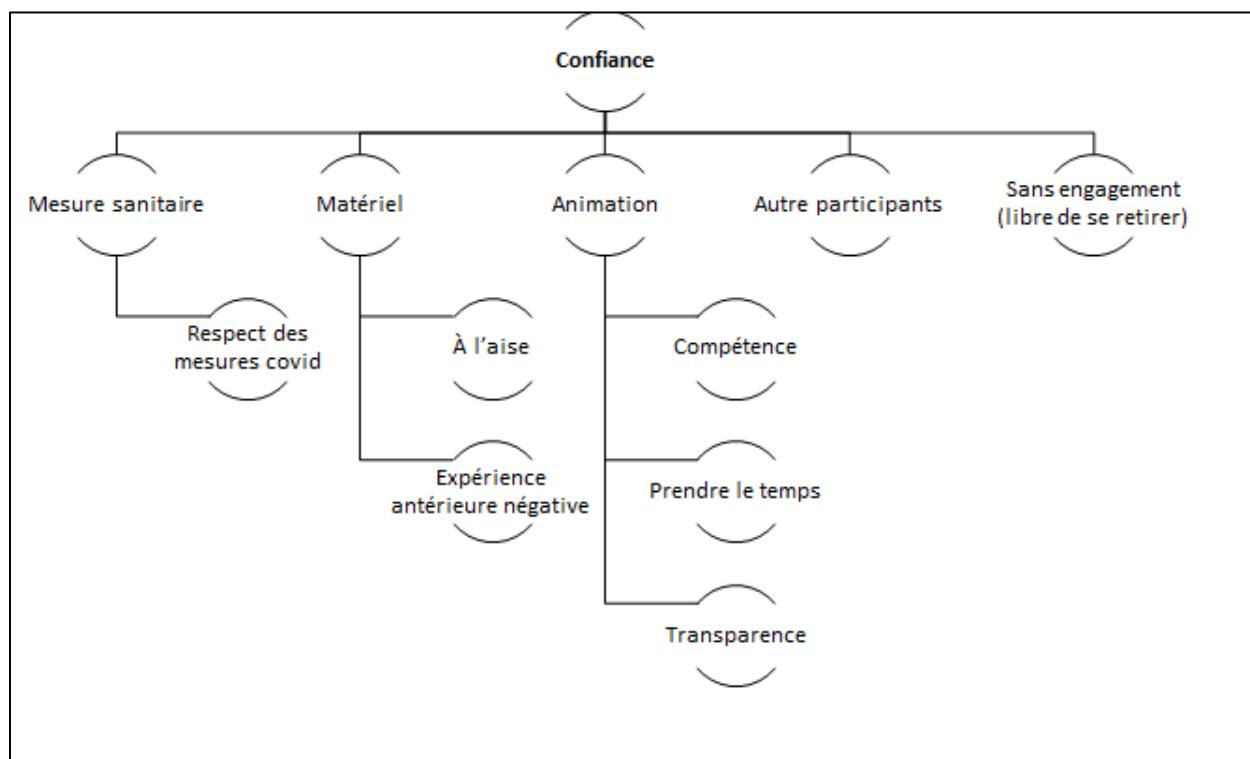 Confiance
Mesure sanitaire
Matériel
Animation
Autre participants
Sans engagement
(libre de se retirer)
Respect des
mesures covid
À l’aise
Compétence
Expérience
antérieure négative
Prendre le temps
Transparence